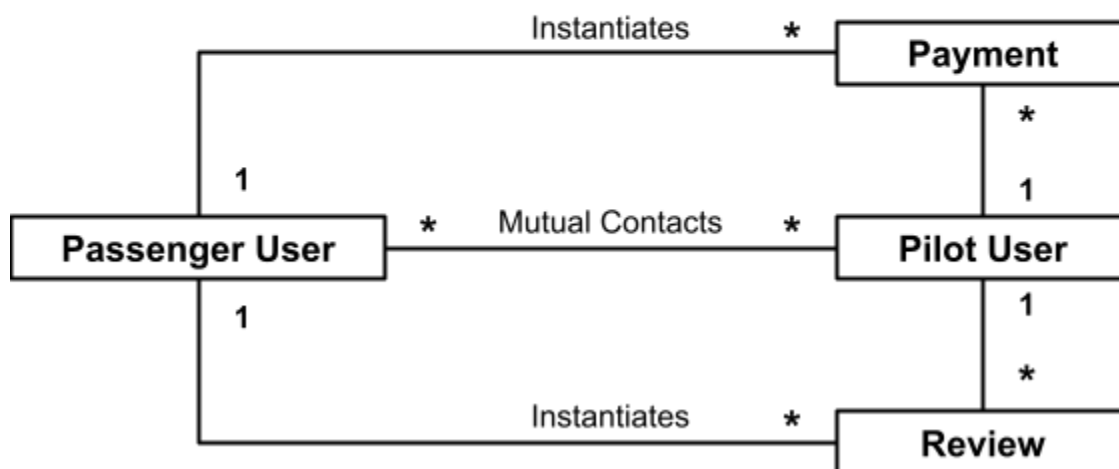 Instantiates *
Payment
*
1
1
Passenger User
* Mutual Contacts *
Pilot User
1
1
*
Instantiates *
Review